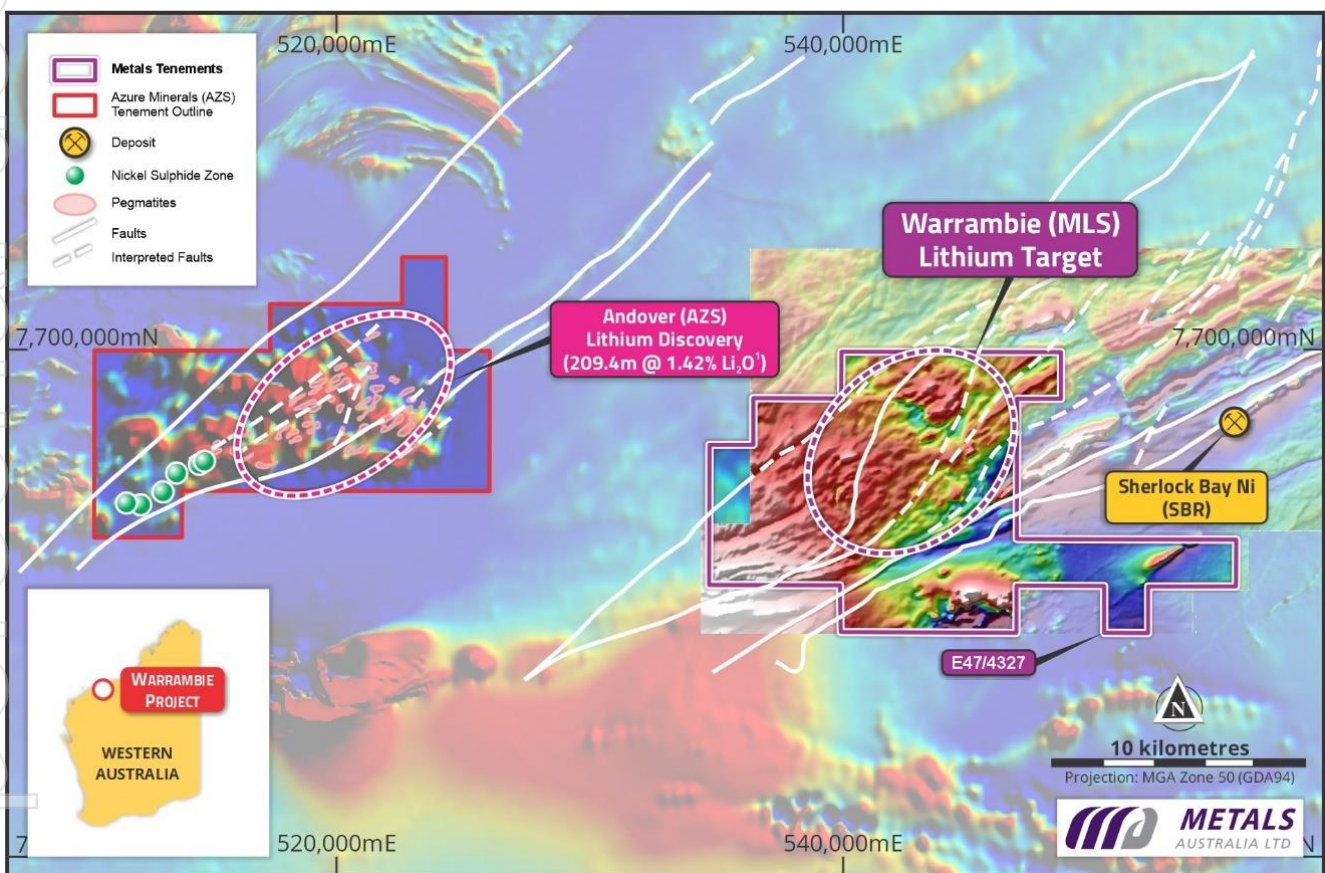 520,000mE
540,000mE
Metals Tenements
Azure Minerals (AZS)
Tenement Outline
Deposit
Nickel Sulphide Zone
Pegmatites
Faults
Interpreted Faults
Warrambie (MLS)
Lithium Target
7,700,000mN
Andover (AZS)
Lithium Discovery
(209.4m @ 1.42% Li₂O¹)
7,700,000mN
Sherlock Bay Ni
(SBR)
E47/4327
WARRAMBIE
PROJECT
WESTERN
AUSTRALIA
N
10 kilometres
Projection: MGA Zone 50 (GDA94)
METALS
AUSTRALIA LTD
7
520,000mE
540,000mE
N